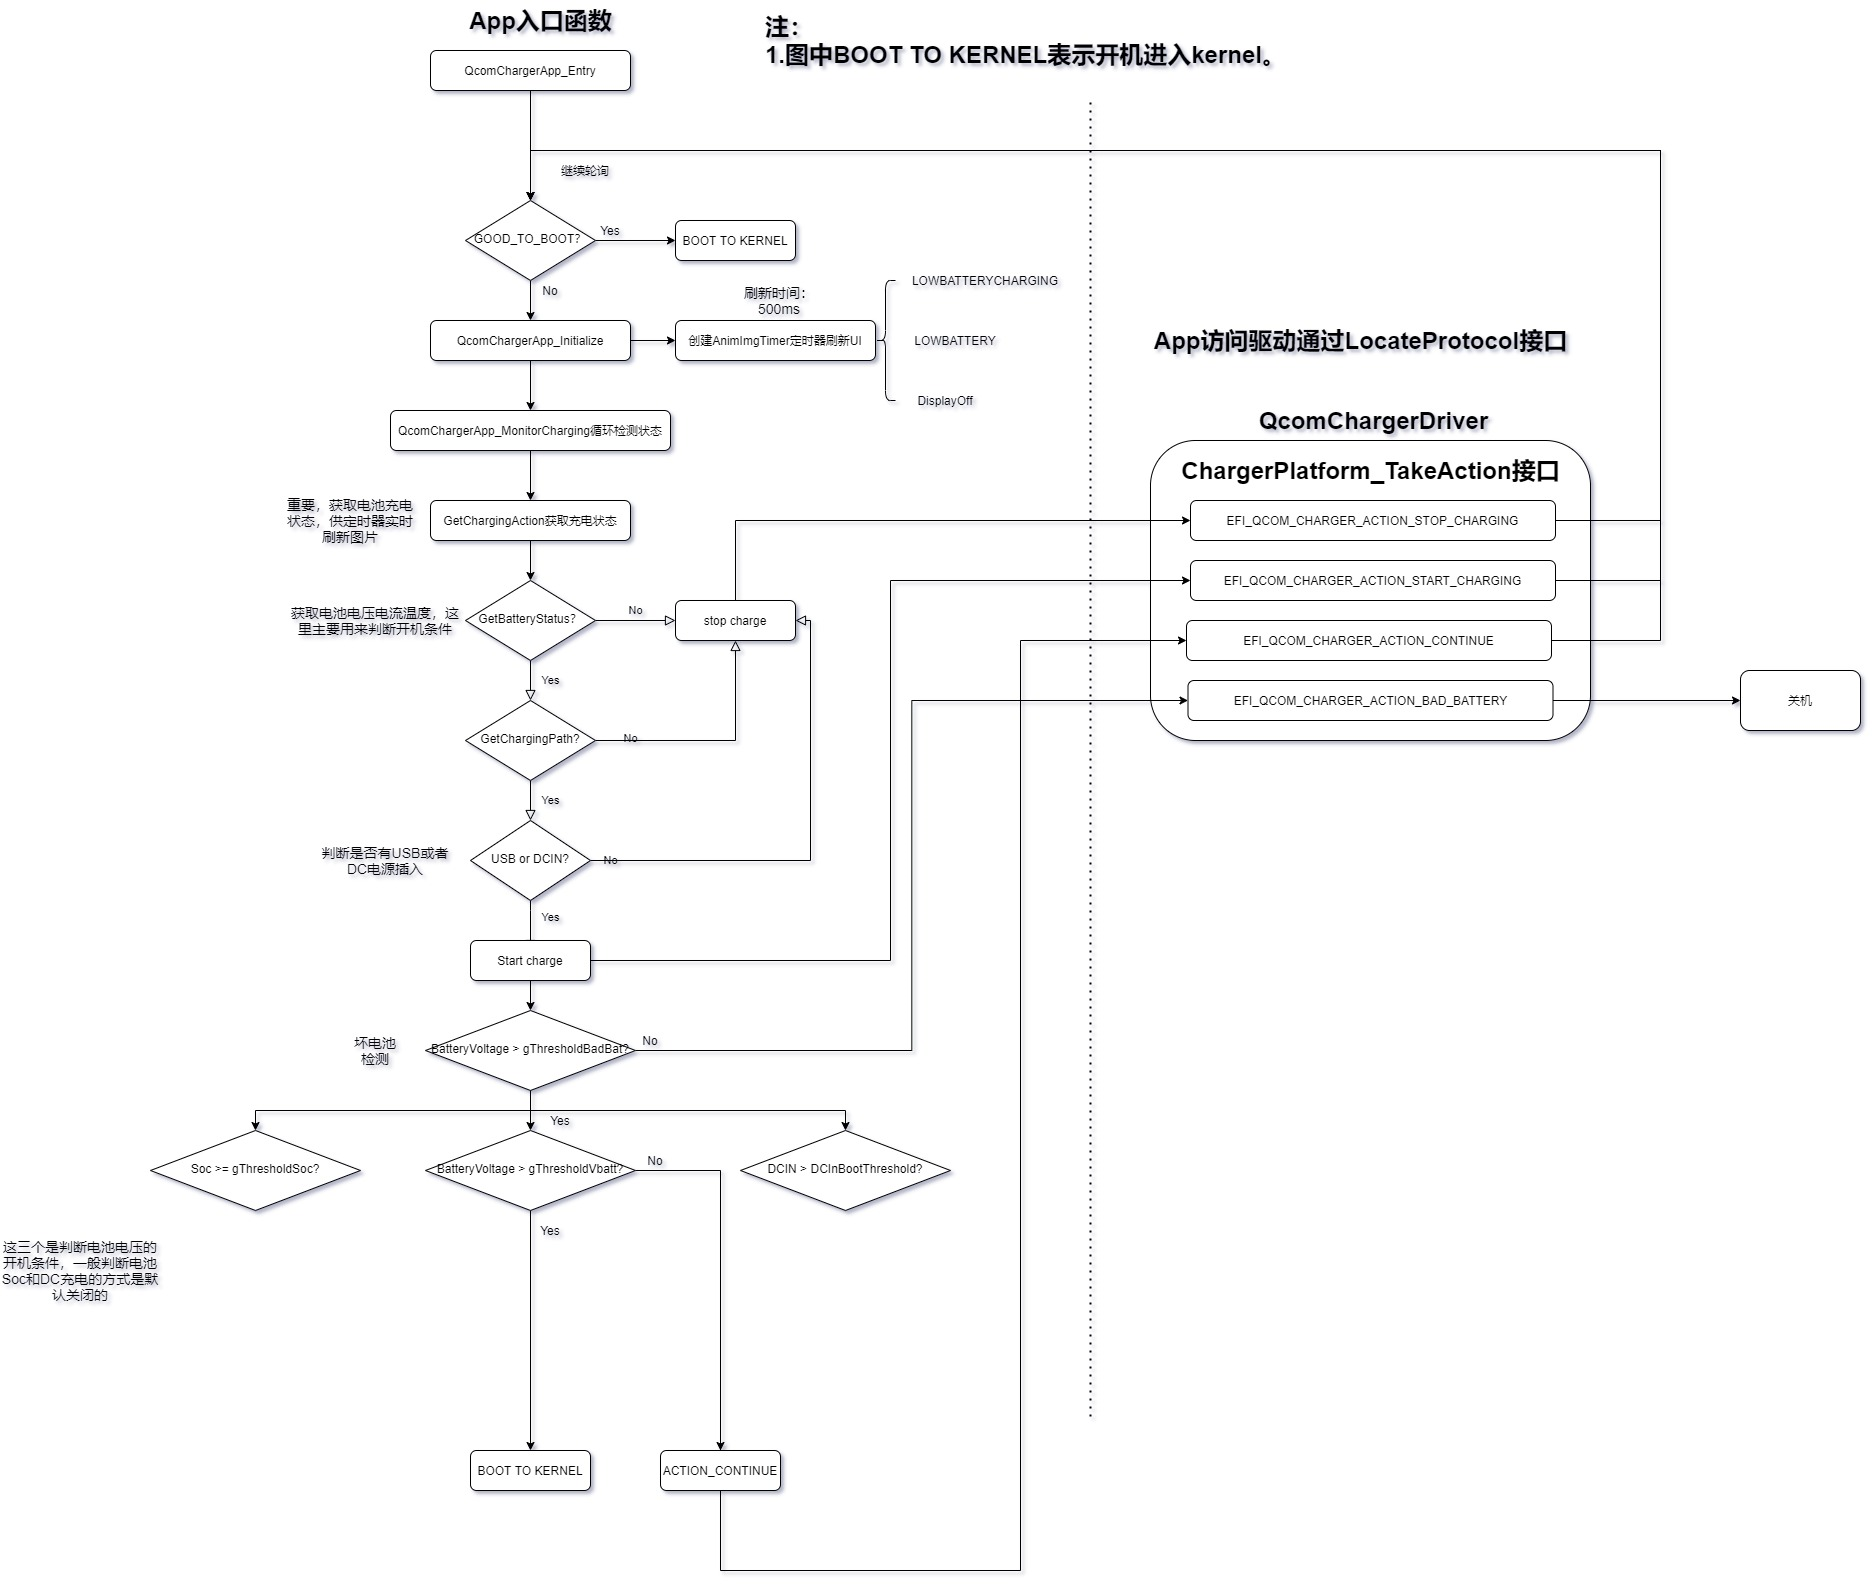 App入口函数
注：
1.图中BOOT TO KERNEL表示开机进入kernel。
QcomChargerApp_Entry
继续轮询
GOOD_TO_BOOT?
Yes
BOOT TO KERNEL
No
刷新时间：
500ms
LOWBATTERYCHARGING
QcomChargerApp_Initialize
创建AnimImgTimer定时器刷新UI
LOWBATTERY
DisplayOff
App访问驱动通过LocateProtocol接口
QcomChargerApp_MonitorCharging循环检测状态
QcomChargerDriver
ChargerPlatform_TakeAction接口
重要，获取电池充电
状态，供定时器实时
刷新图片
GetChargingAction获取充电状态
EFI_QCOM_CHARGER_ACTION_STOP_CHARGING
EFI_QCOM_CHARGER_ACTION_START_CHARGING
获取电池电压电流温度，这
里主要用来判断开机条件
GetBatteryStatus?
No
stop charge
EFI_QCOM_CHARGER_ACTION_CONTINUE
Yes
EFI_QCOM_CHARGER_ACTION_BAD_BATTERY
关机
GetChargingPath?
No
Yes
判断是否有USB或者
DC电源插入
USB or DCIN?
No
Yes
Start charge
坏电池
检测
BatteryVoltage > gThresholdBadBat?
No
Yes
Soc >= gThresholdSoc?
BatteryVoltage > gThresholdVbatt?
No
DCIN > DCInBootThreshold?
Yes
这三个是判断电池电压的
开机条件，一般判断电池
Soc和DC充电的方式是默
认关闭的
BOOT TO KERNEL
ACTION_CONTINUE